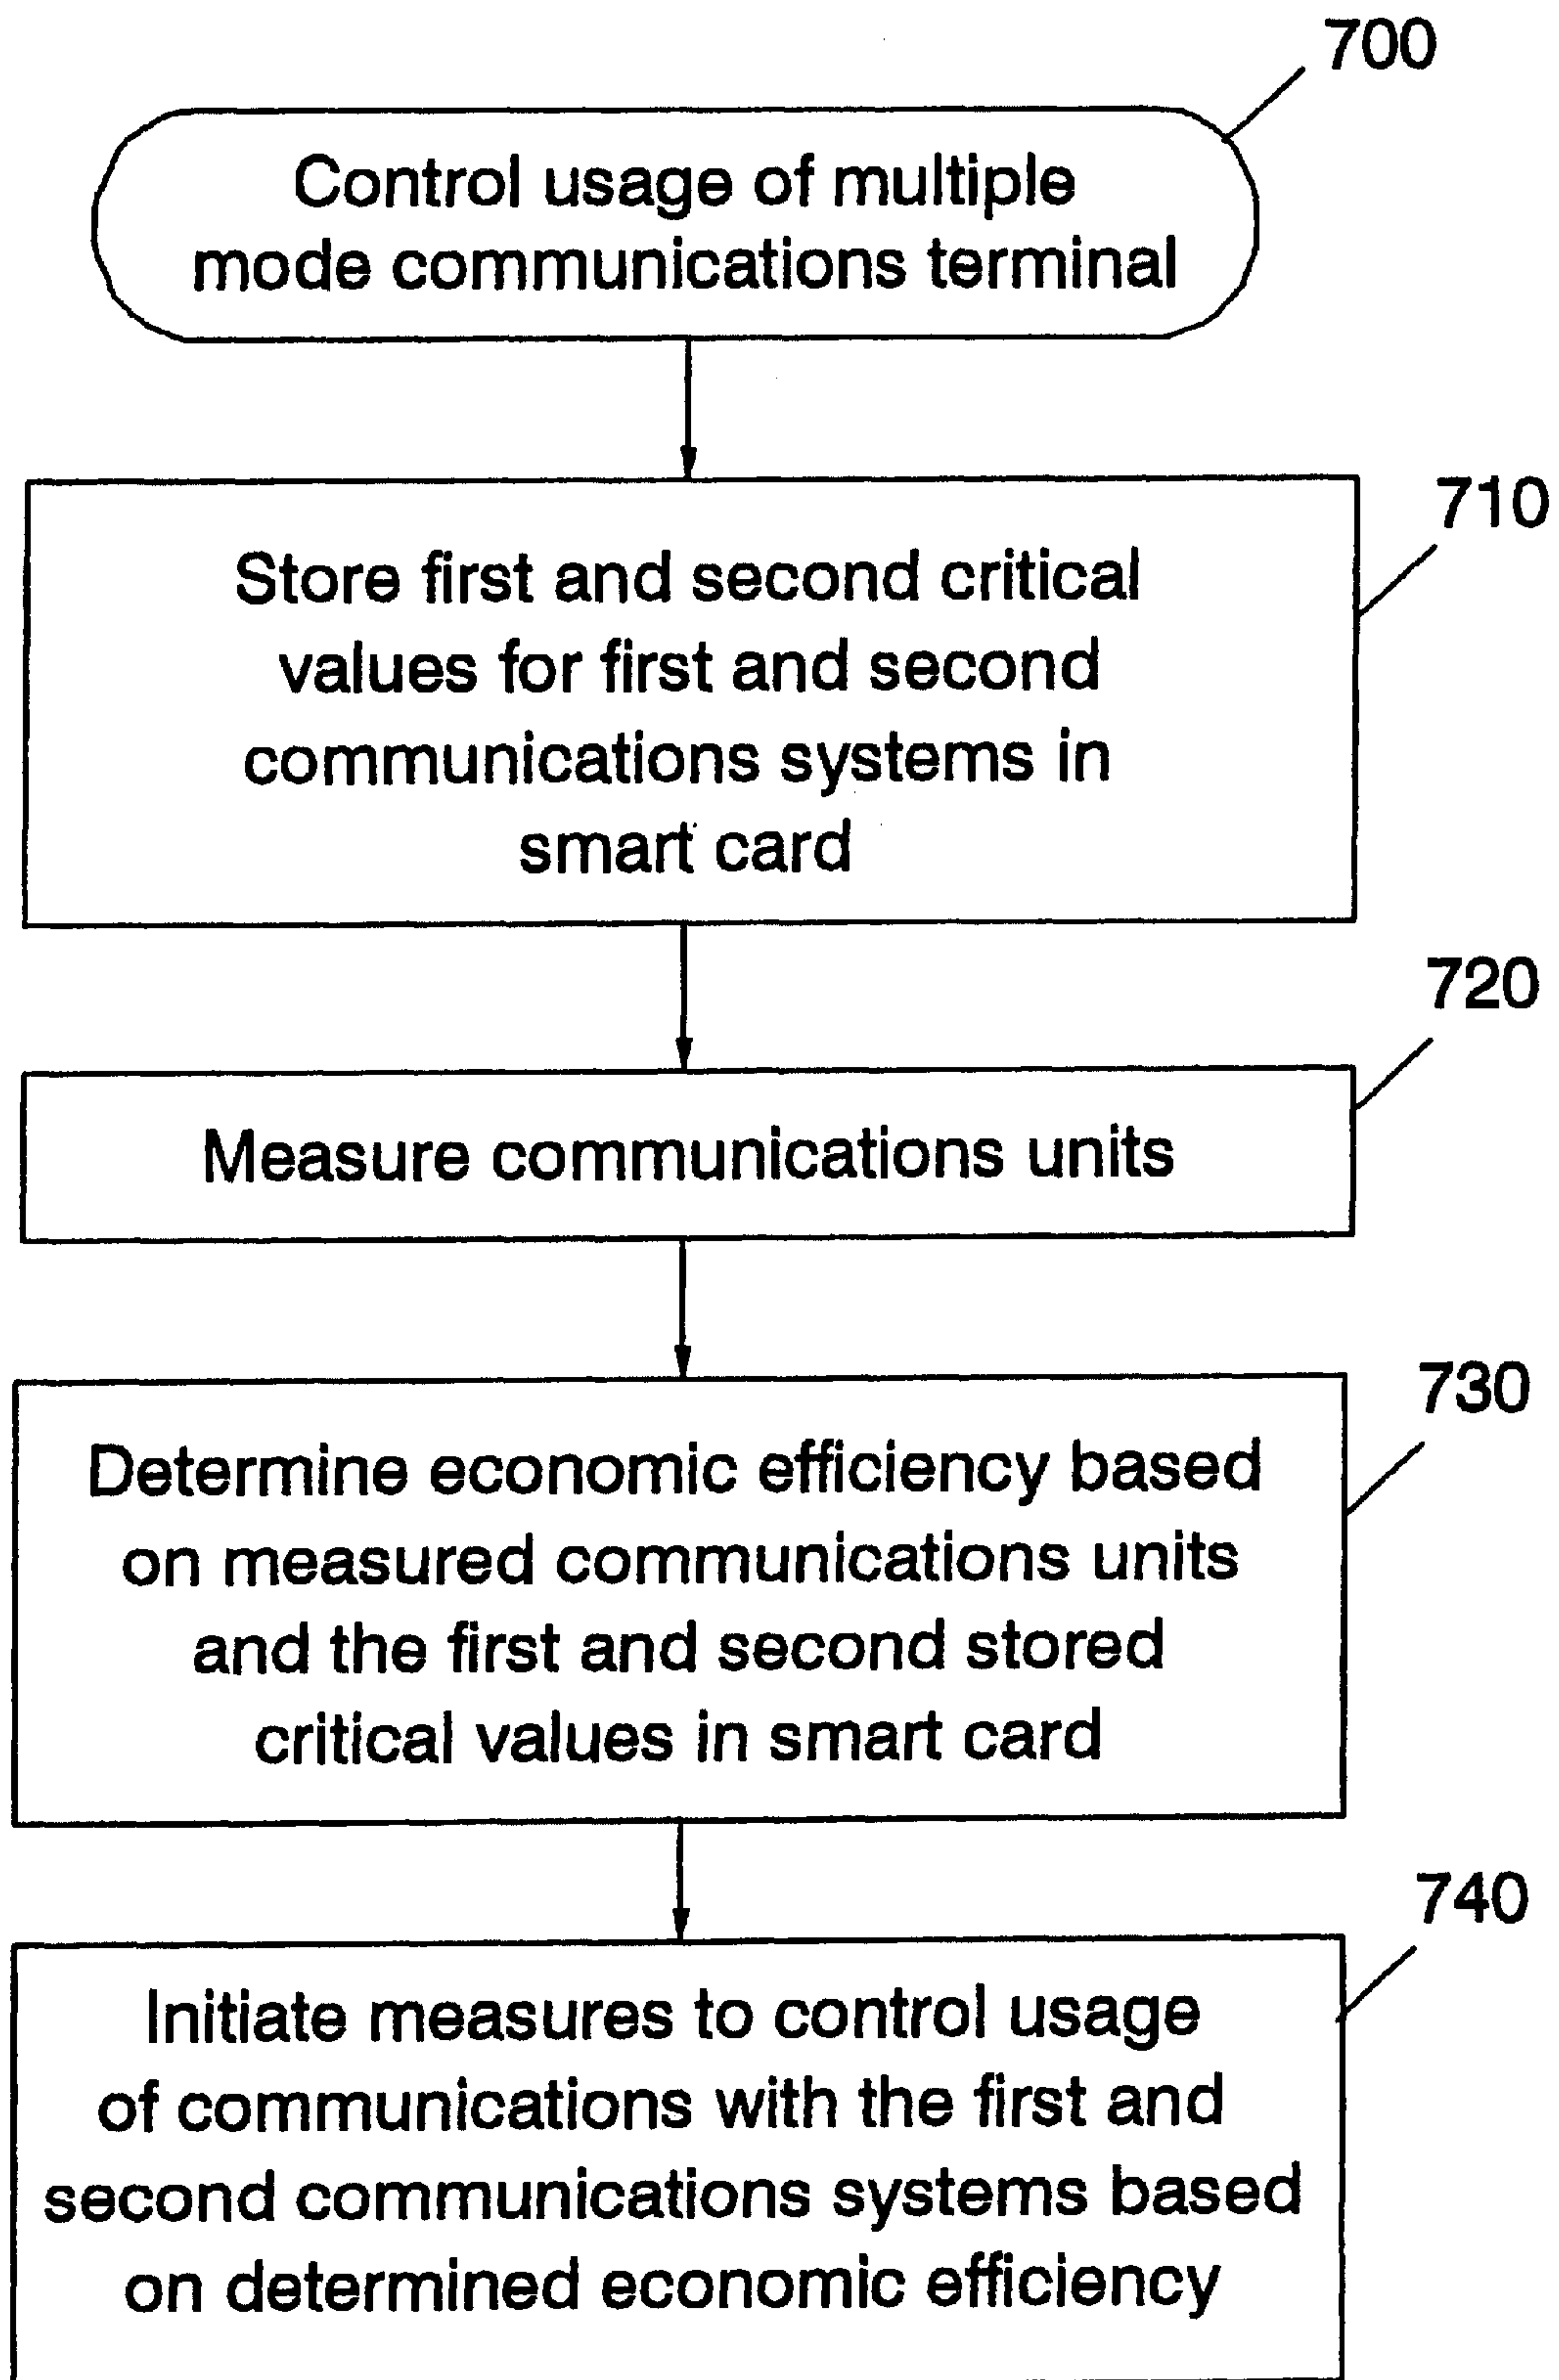 700
Control usage of multiple
mode communications terminal
710
Store first and second critical
values for first and second
communications systems in
smart card
720
Measure communications units
730
Determine economic efficiency based
on measured communications units
and the first and second stored
critical values in smart card
740
Initiate measures to control usage
of communications with the first and
second communications systems based
on determined economic efficiency